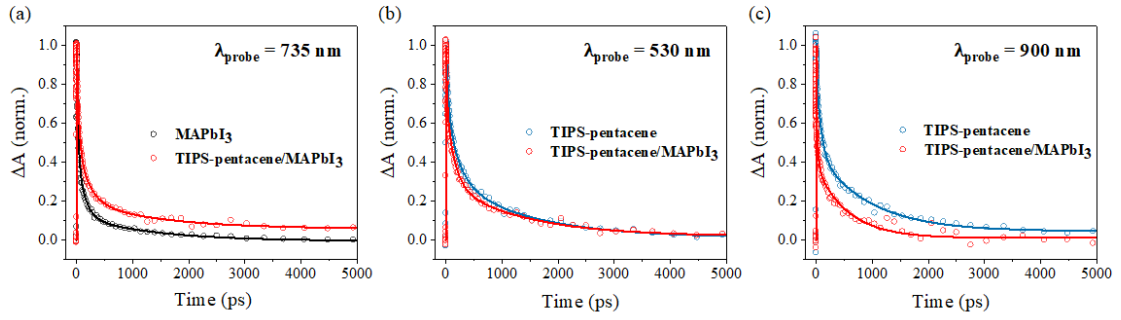 (a)
λprobe = 735 nm
MAPbI3
TIPS-pentacene/MAPbI3
ΔA (norm.)
1.0
0.8
0.6
0.4
0.2
0.0
0 1000 2000 3000 4000 5000
Time (ps)
(b)
λprobe = 530 nm
TIPS-pentacene
TIPS-pentacene/MAPbI3
ΔA (norm.)
1.0
0.8
0.6
0.4
0.2
0.0
0 1000 2000 3000 4000 5000
Time (ps)
(c)
λprobe = 900 nm
TIPS-pentacene
TIPS-pentacene/MAPbI3
ΔA (norm.)
1.0
0.8
0.6
0.4
0.2
0.0
0 1000 2000 3000 4000 5000
Time (ps)